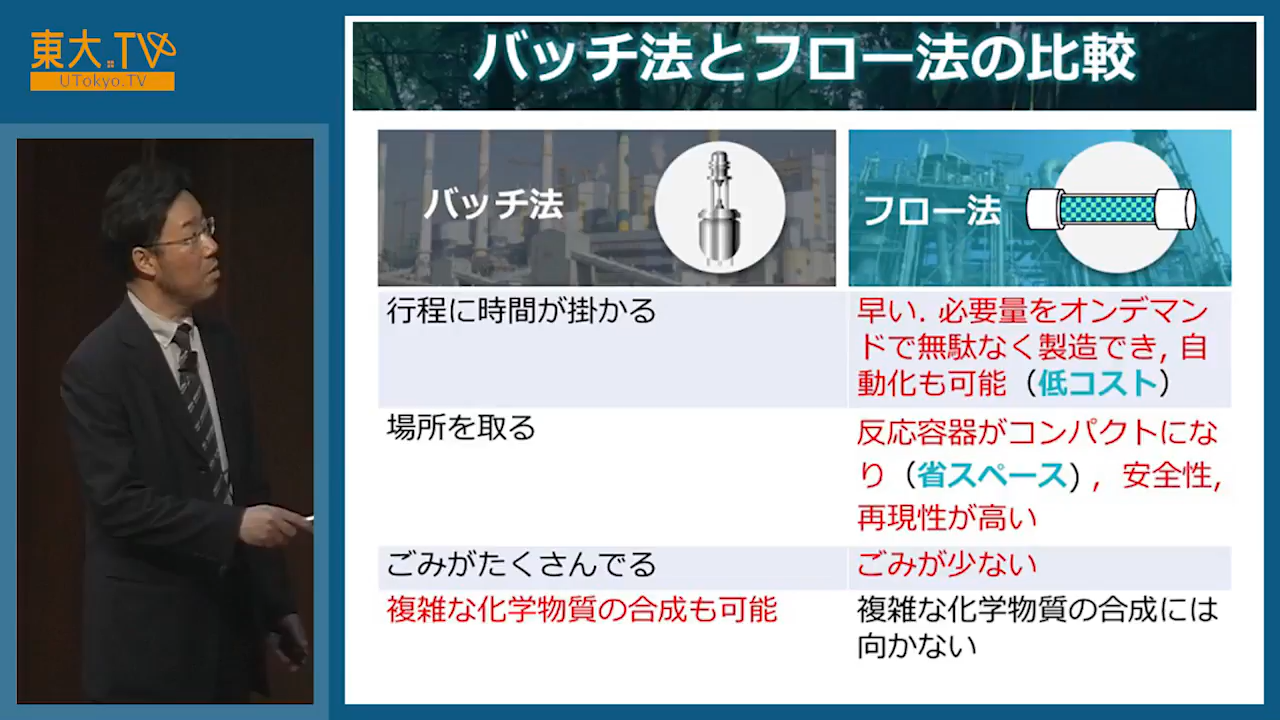 東大TV
UTokyo.TV
バッチ法とフロー法の比較
バッチ法
フロー法
行程に時間が掛かる
早い. 必要量をオンデマン
ドで無駄なく製造でき, 自
動化も可能（低コスト）
場所を取る
反応容器がコンパクトにな
り（省スペース）, 安全性,
再現性が高い
ごみがたくさんでる
ごみが少ない
複雑な化学物質の合成も可能
複雑な化学物質の合成には
向かない